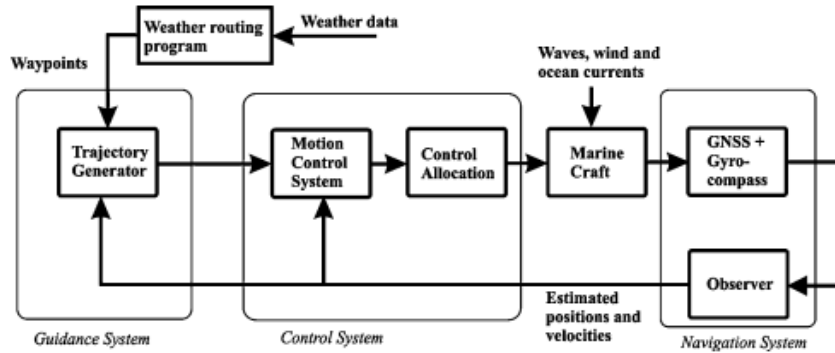 Weather routing
program
Weather data
Waypoints
Waves, wind and
ocean currents
Trajectory
Generator
Motion
Control
System
Control
Allocation
Marine
Craft
GNSS +
Gyro-
compass
Observer
Estimated
positions and
velocities
Guidance System
Control System
Navigation System